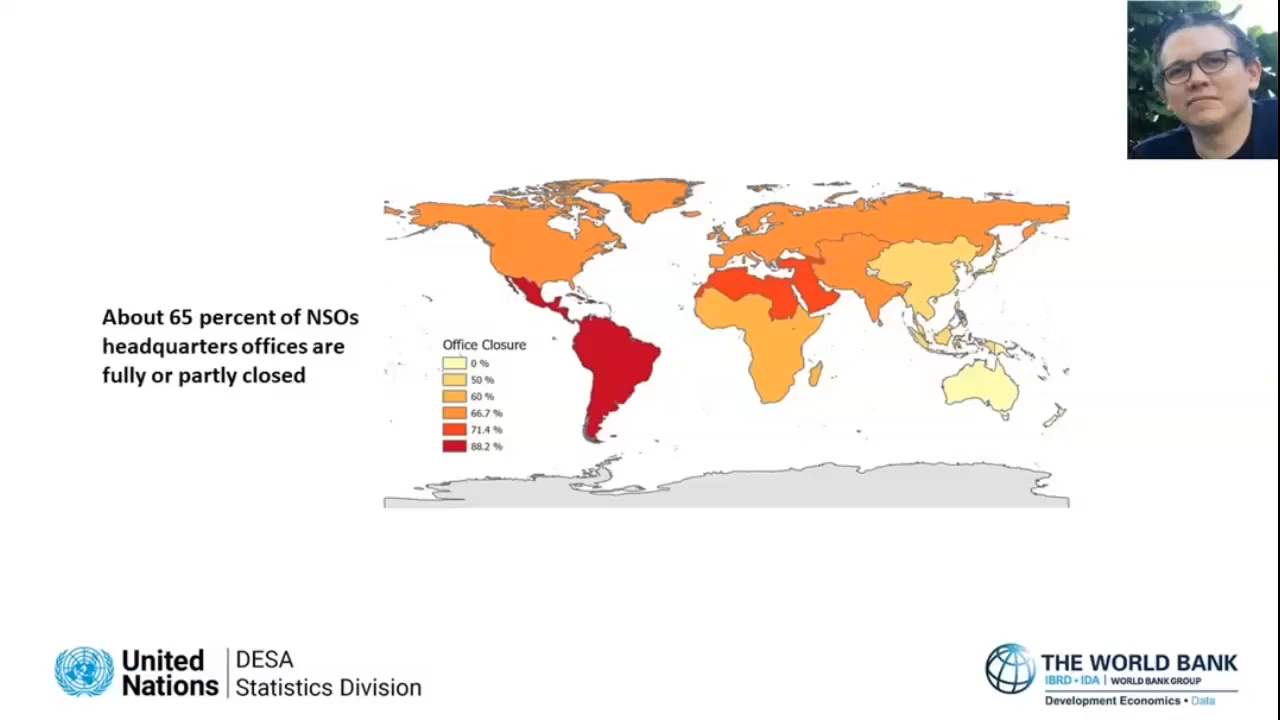 About 65 percent of NSOs
headquarters offices are
fully or partly closed
Office Closure
0 %
50 %
60 %
66.7 %
71.4 %
88.2 %
United
Nations
DESA
Statistics Division
THE WORLD BANK
IBRD • IDA | WORLD BANK GROUP
Development Economics • Data